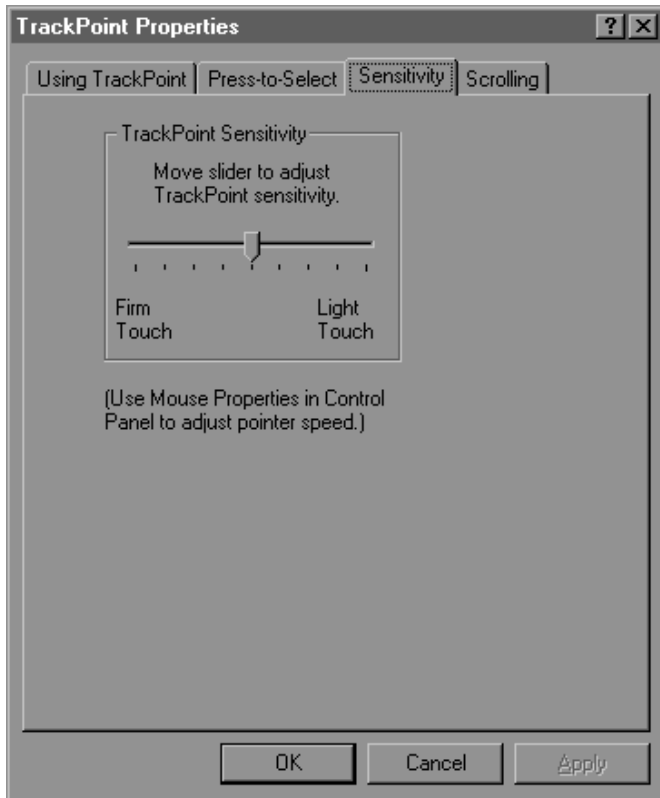 TrackPoint Properties
Using TrackPoint Press-to-Select Sensitivity Scrolling
TrackPoint Sensitivity
Move slider to adjust
TrackPoint sensitivity.
Firm Light
Touch Touch
(Use Mouse Properties in Control
Panel to adjust pointer speed.)
OK Cancel Apply